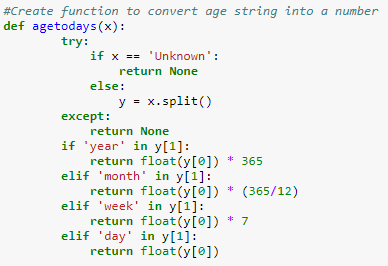 #Create function to convert age string into a number
def agetodays(x):
        try:
            if x == 'Unknown':
                return None
            else:
                y = x.split()
        except:
            return None
        if 'year' in y[1]:
            return float(y[0]) * 365
        elif 'month' in y[1]:
            return float(y[0]) * (365/12)
        elif 'week' in y[1]:
            return float(y[0]) * 7
        elif 'day' in y[1]:
            return float(y[0])